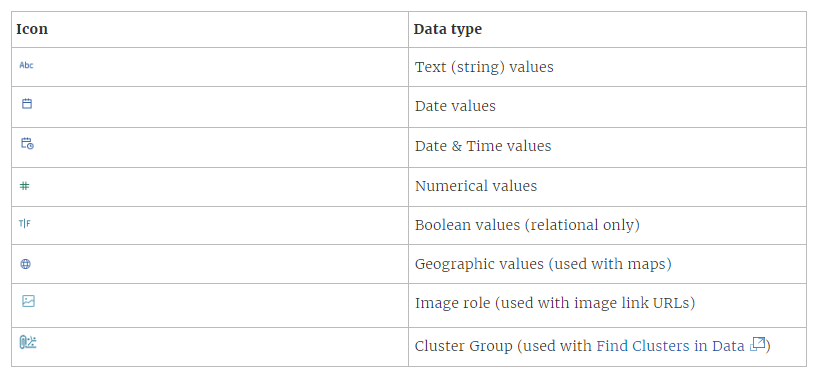 Icon Data type
Abc Text (string) values
Date values
Date & Time values
# Numerical values
T|F Boolean values (relational only)
Geographic values (used with maps)
Image role (used with image link URLs)
Cluster Group (used with Find Clusters in Data )